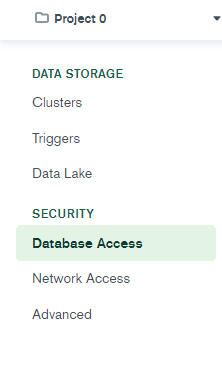 Project 0
DATA STORAGE
Clusters
Triggers
Data Lake
SECURITY
Database Access
Network Access
Advanced